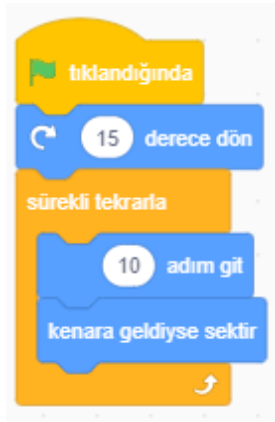 tıklandığında
15 derece dön
sürekli tekrarla
10 adım git
kenara geldiyse sektir